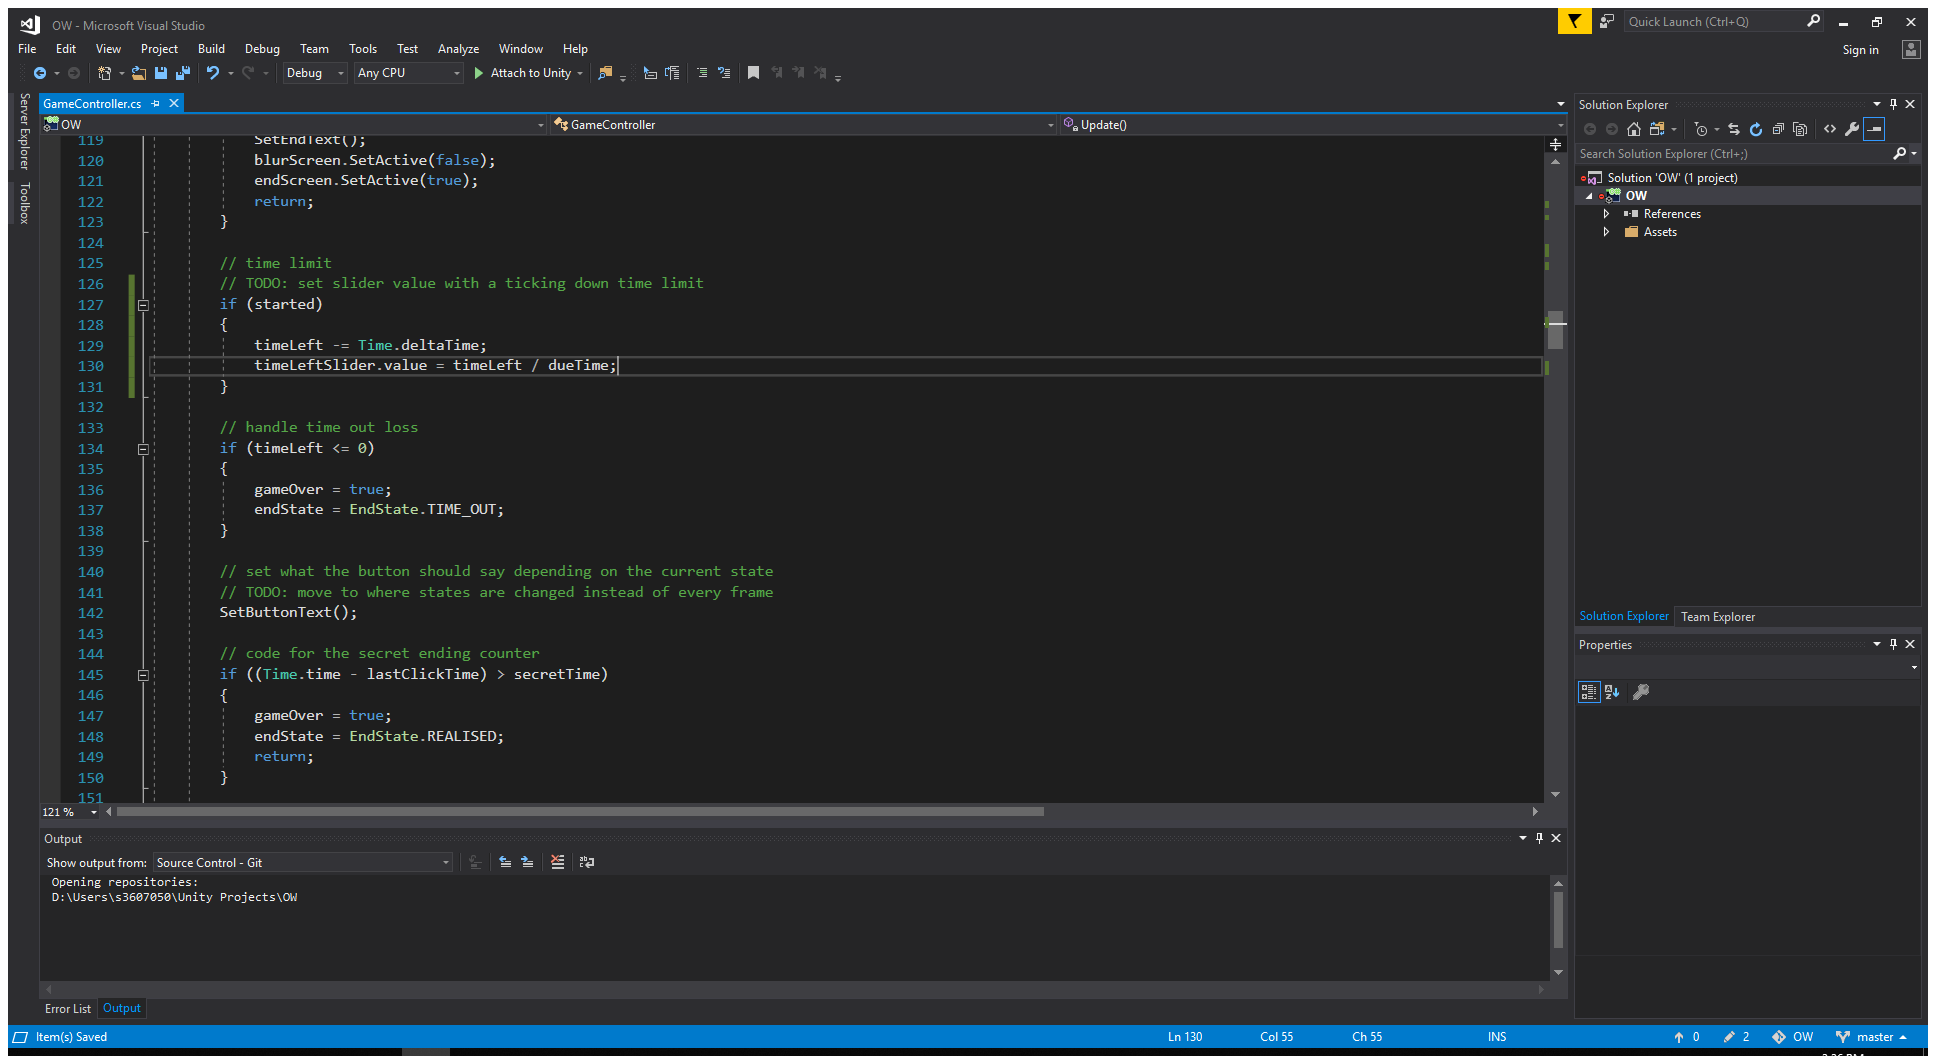 OW - Microsoft Visual Studio
Quick Launch (Ctrl+Q)
File Edit View Project Build Debug Team Tools Test Analyze Window Help
Sign in
Debug Any CPU Attach to Unity
Server Explorer
Toolbox
GameController.cs
OW GameController Update()
119 SetEndText();
120 blurScreen.SetActive(false);
121 endScreen.SetActive(true);
122 return;
123 }
124
125 // time limit
126 // TODO: set slider value with a ticking down time limit
127 if (started)
128 {
129 timeLeft -= Time.deltaTime;
130 timeLeftSlider.value = timeLeft / dueTime;
131 }
132
133 // handle time out loss
134 if (timeLeft <= 0)
135 {
136 gameOver = true;
137 endState = EndState.TIME_OUT;
138 }
139
140 // set what the button should say depending on the current state
141 // TODO: move to where states are changed instead of every frame
142 SetButtonText();
143
144 // code for the secret ending counter
145 if ((Time.time - lastClickTime) > secretTime)
146 {
147 gameOver = true;
148 endState = EndState.REALISED;
149 return;
150 }
151
121 %
Output
Show output from: Source Control - Git
Opening repositories:
D:\Users\s3607050\Unity Projects\OW
Error List Output
Solution Explorer
Search Solution Explorer (Ctrl+;)
Solution 'OW' (1 project)
OW
References
Assets
Solution Explorer Team Explorer
Properties
Item(s) Saved Ln 130 Col 55 Ch 55 INS 0 2 OW master